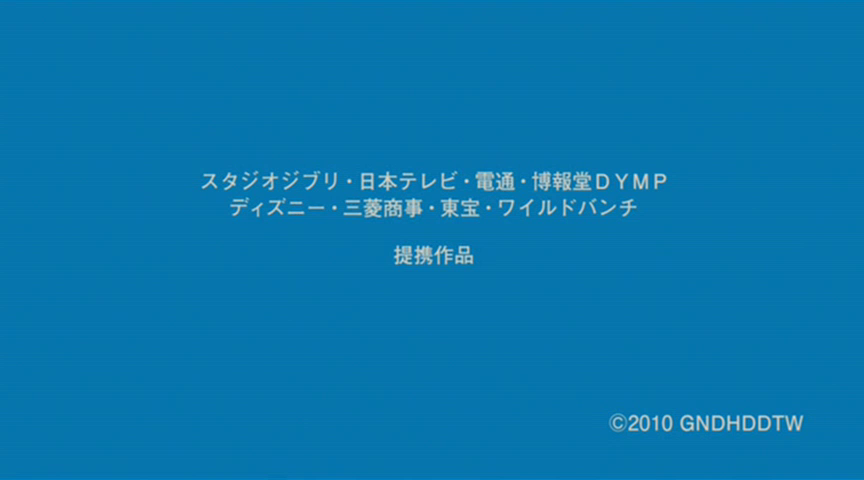 スタジオジブリ・日本テレビ・電通・博報堂ＤＹＭＰ
ディズニー・三菱商事・東宝・ワイルドバンチ
提携作品
©2010 GNDHDDTW